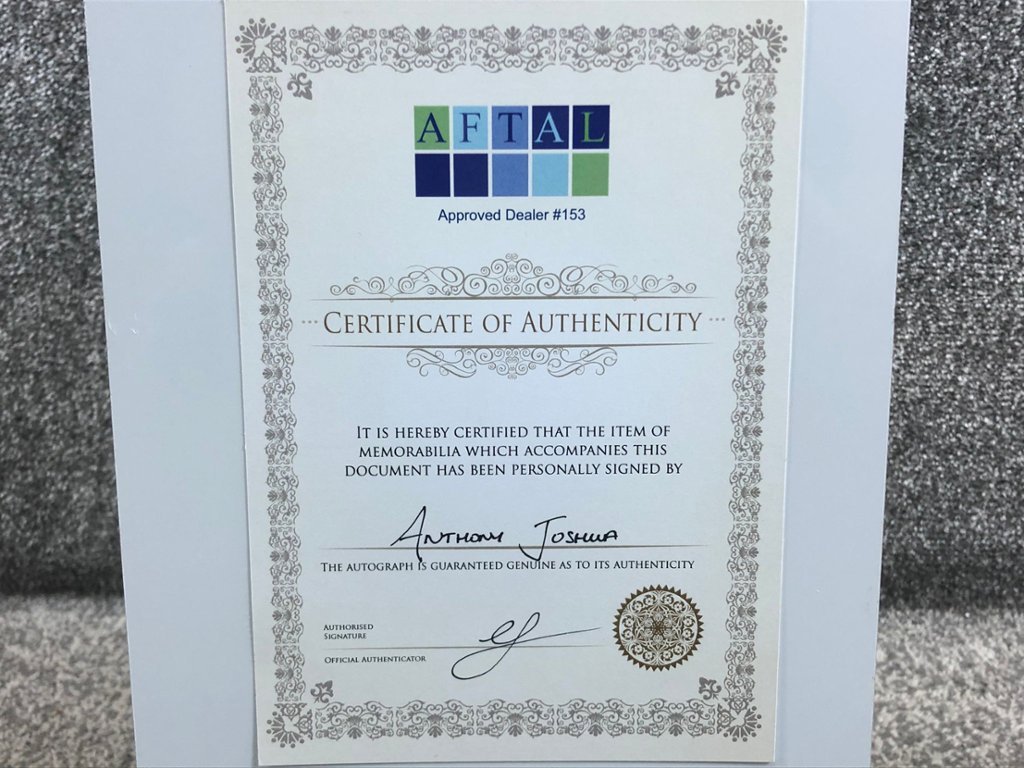 AFTAL
Approved Dealer #153
CERTIFICATE OF AUTHENTICITY
IT IS HEREBY CERTIFIED THAT THE ITEM OF
MEMORABILIA WHICH ACCOMPANIES THIS
DOCUMENT HAS BEEN PERSONALLY SIGNED BY
ANTHONY JOSHUA
THE AUTOGRAPH IS GUARANTEED GENUINE AS TO ITS AUTHENTICITY
AUTHORISED
SIGNATURE
OFFICIAL AUTHENTICATOR